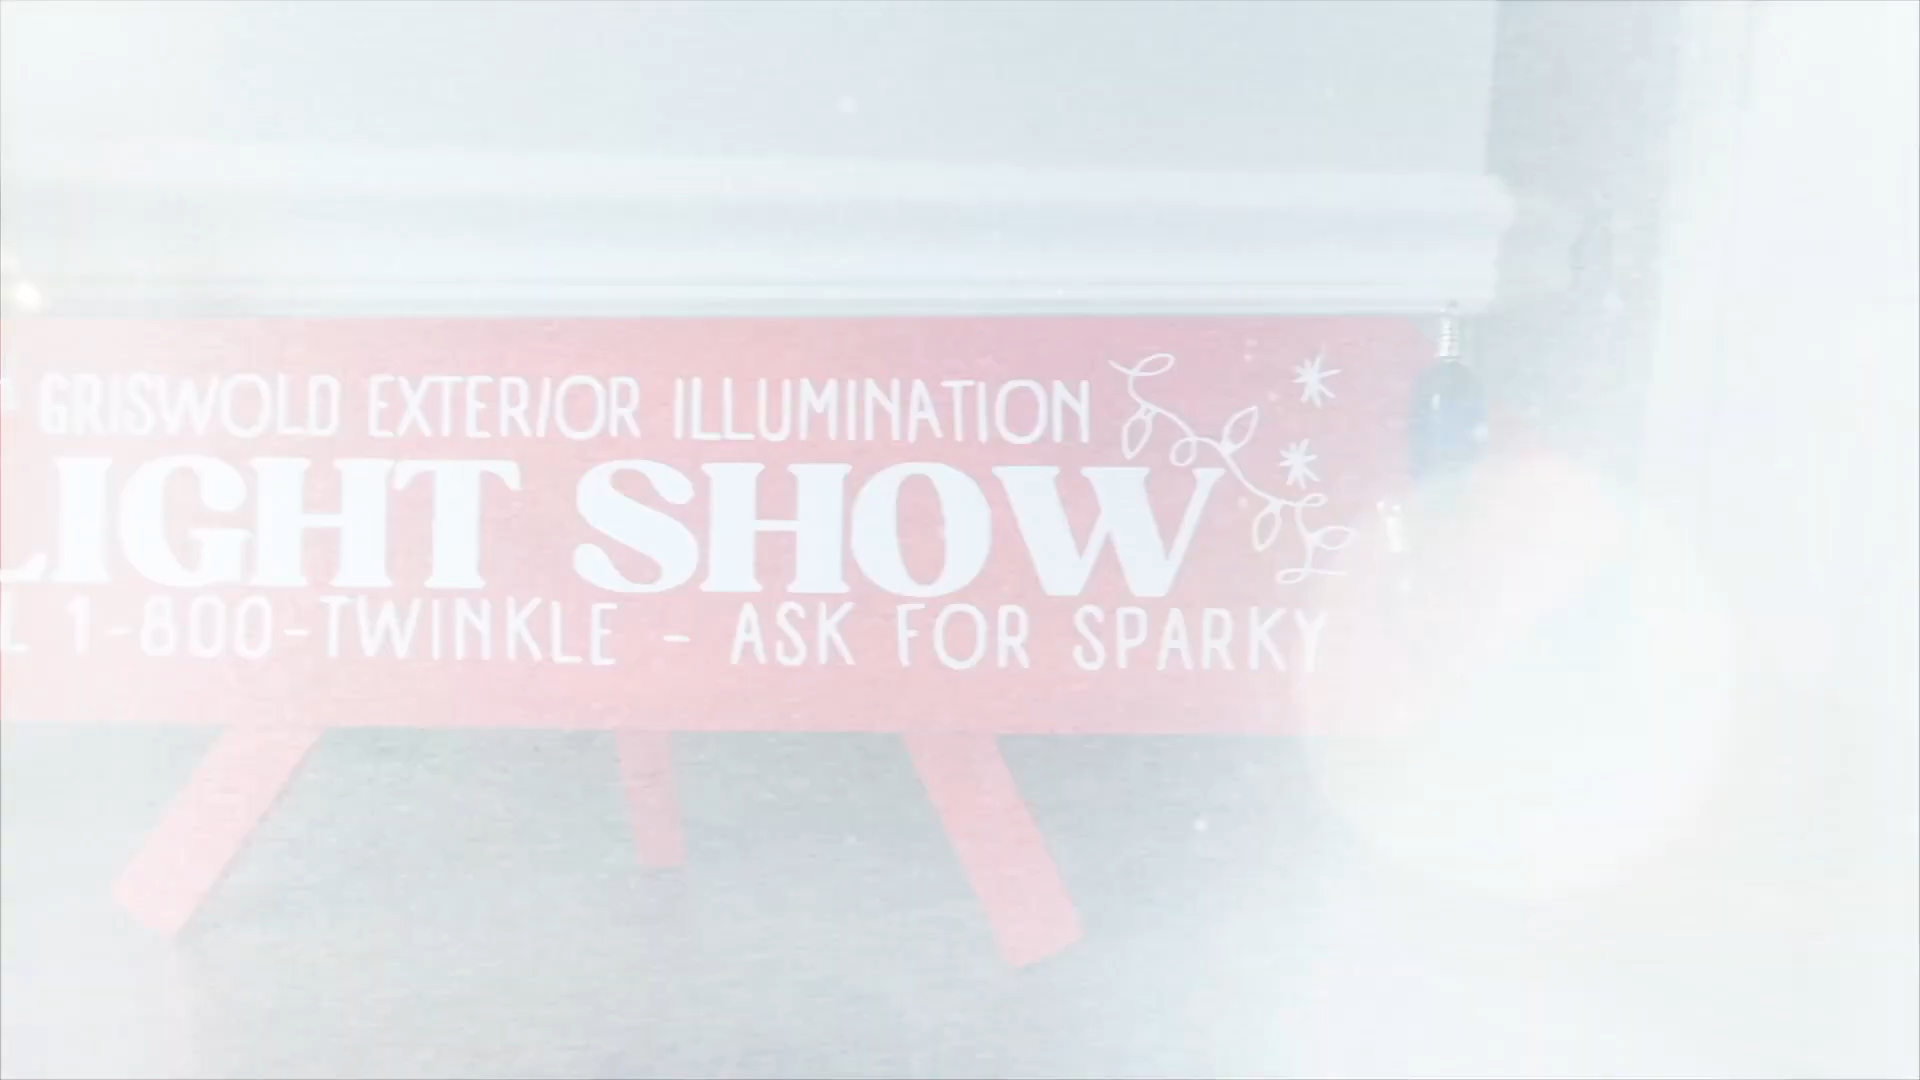 GRISWOLD EXTERIOR ILLUMINATION
LIGHT SHOW
L 1-800-TWINKLE - ASK FOR SPARKY